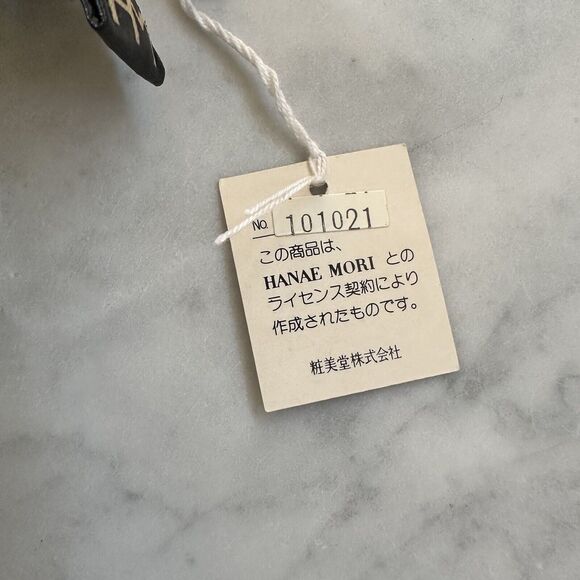 No. 101021
この商品は、
HANAE MORI との
ライセンス契約により
作成されたものです。
粧美堂株式会社